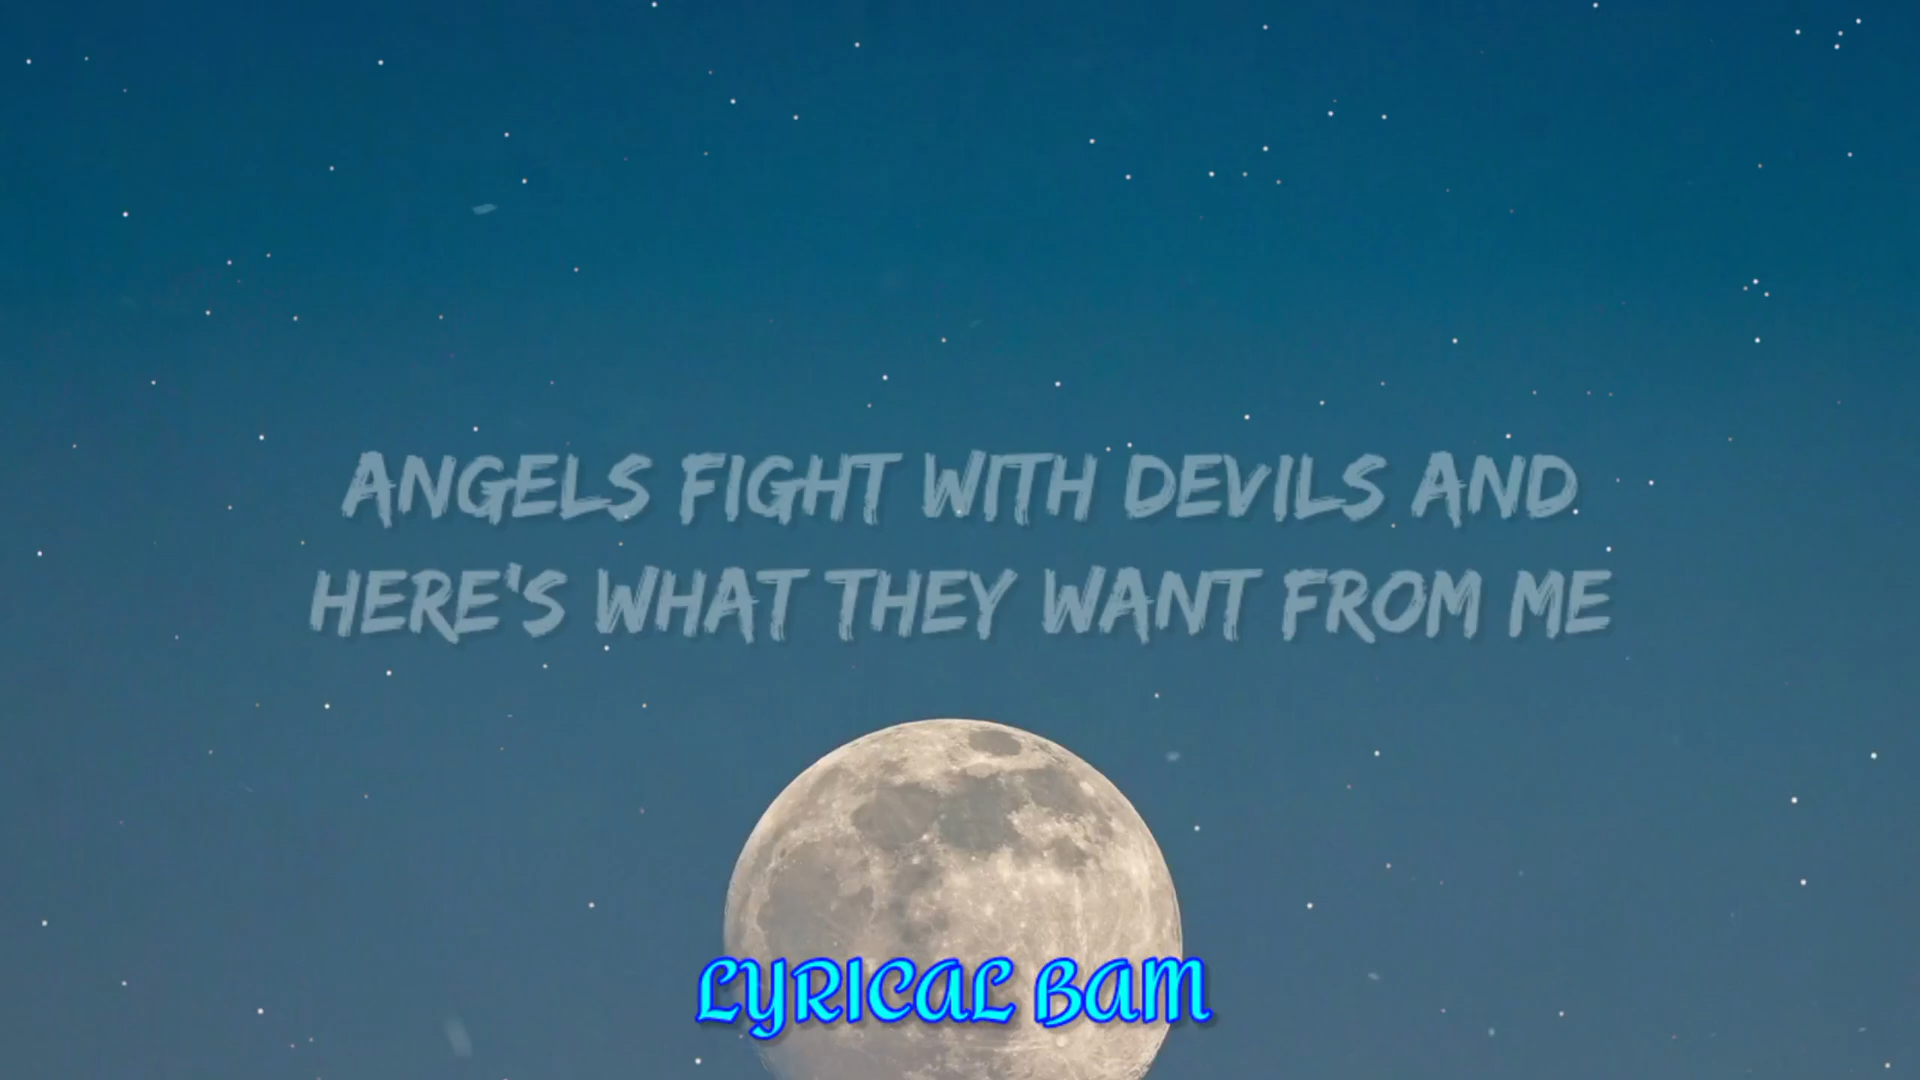 ANGELS FIGHT WITH DEVILS AND
HERE'S WHAT THEY WANT FROM ME
LYRICAL BAM